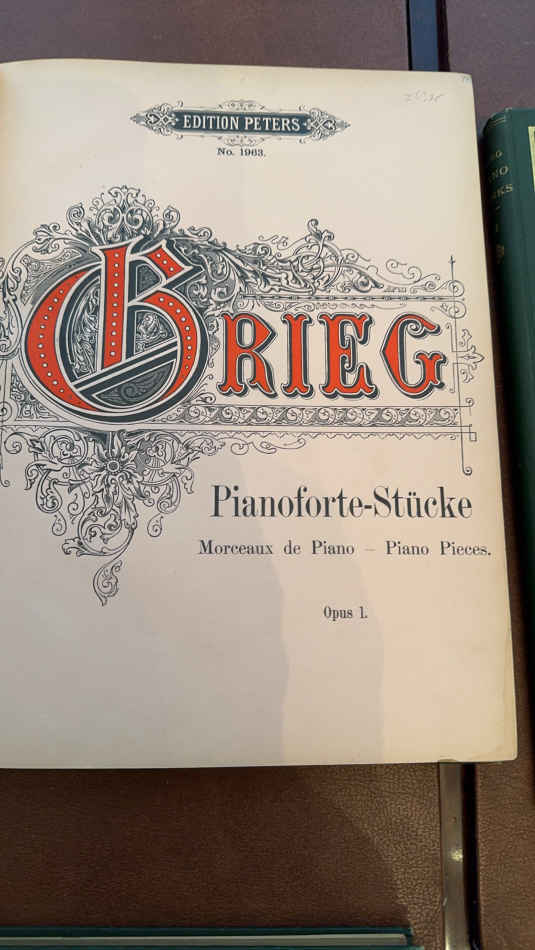 EDITION PETERS
No. 1963.
GRIEG
Pianoforte-Stücke
Morceaux de Piano – Piano Pieces.
Opus 1.